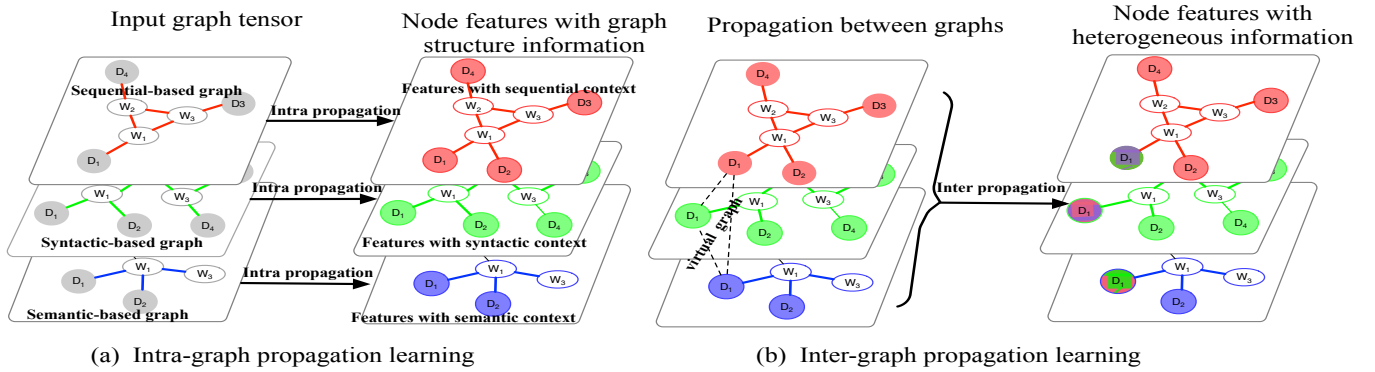 Input graph tensor
D₄
Sequential-based graph
D3
W₂
W₃
W₁
D₁
W₁
W₃
D₁
D₂
D₄
Syntactic-based graph
W₁
W₃
D₁
D₂
Semantic-based graph
Intra propagation
Intra propagation
Intra propagation
Node features with graph
structure information
D₄
Features with sequential context
D3
W₂
W₃
W₁
D₁
D₂
W₁
W₃
D₁
D₂
D₄
Features with syntactic context
W₁
W₃
D₁
D₂
Features with semantic context
(a) Intra-graph propagation learning
Propagation between graphs
D₄
D3
W₂
W₃
W₁
D₁
D₂
W₁
W₃
D₁
D₂
D₄
virtual graph
W₁
W₃
D₁
D₂
Inter propagation
Node features with
heterogeneous information
D₄
D3
W₂
W₃
W₁
D₁
D₂
W₁
W₃
D₁
D₂
D₄
W₁
W₃
D₁
D₂
(b) Inter-graph propagation learning